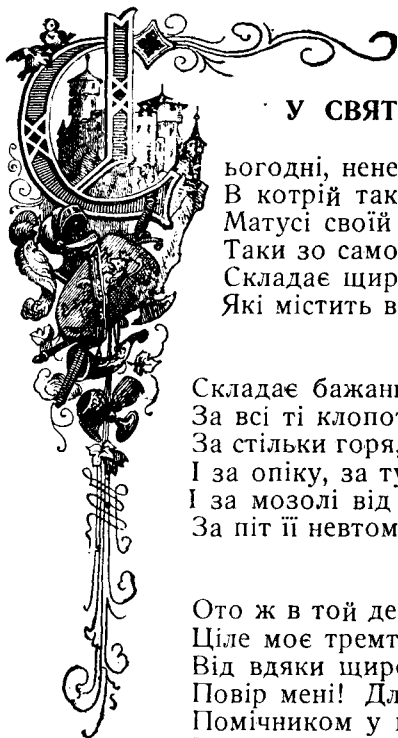 У СВЯТ
Сьогодні, нене
В котрій так
Матусі своїй
Таки зо само
Складає щир
Які містить в
Складає бажанн
За всі ті клопот
За стільки горя,
І за опіку, за ту
І за мозолі від
За піт її невтом
Ото ж в той де
Ціле моє тремт
Від вдяки щиро
Повір мені! Дл
Помічником у